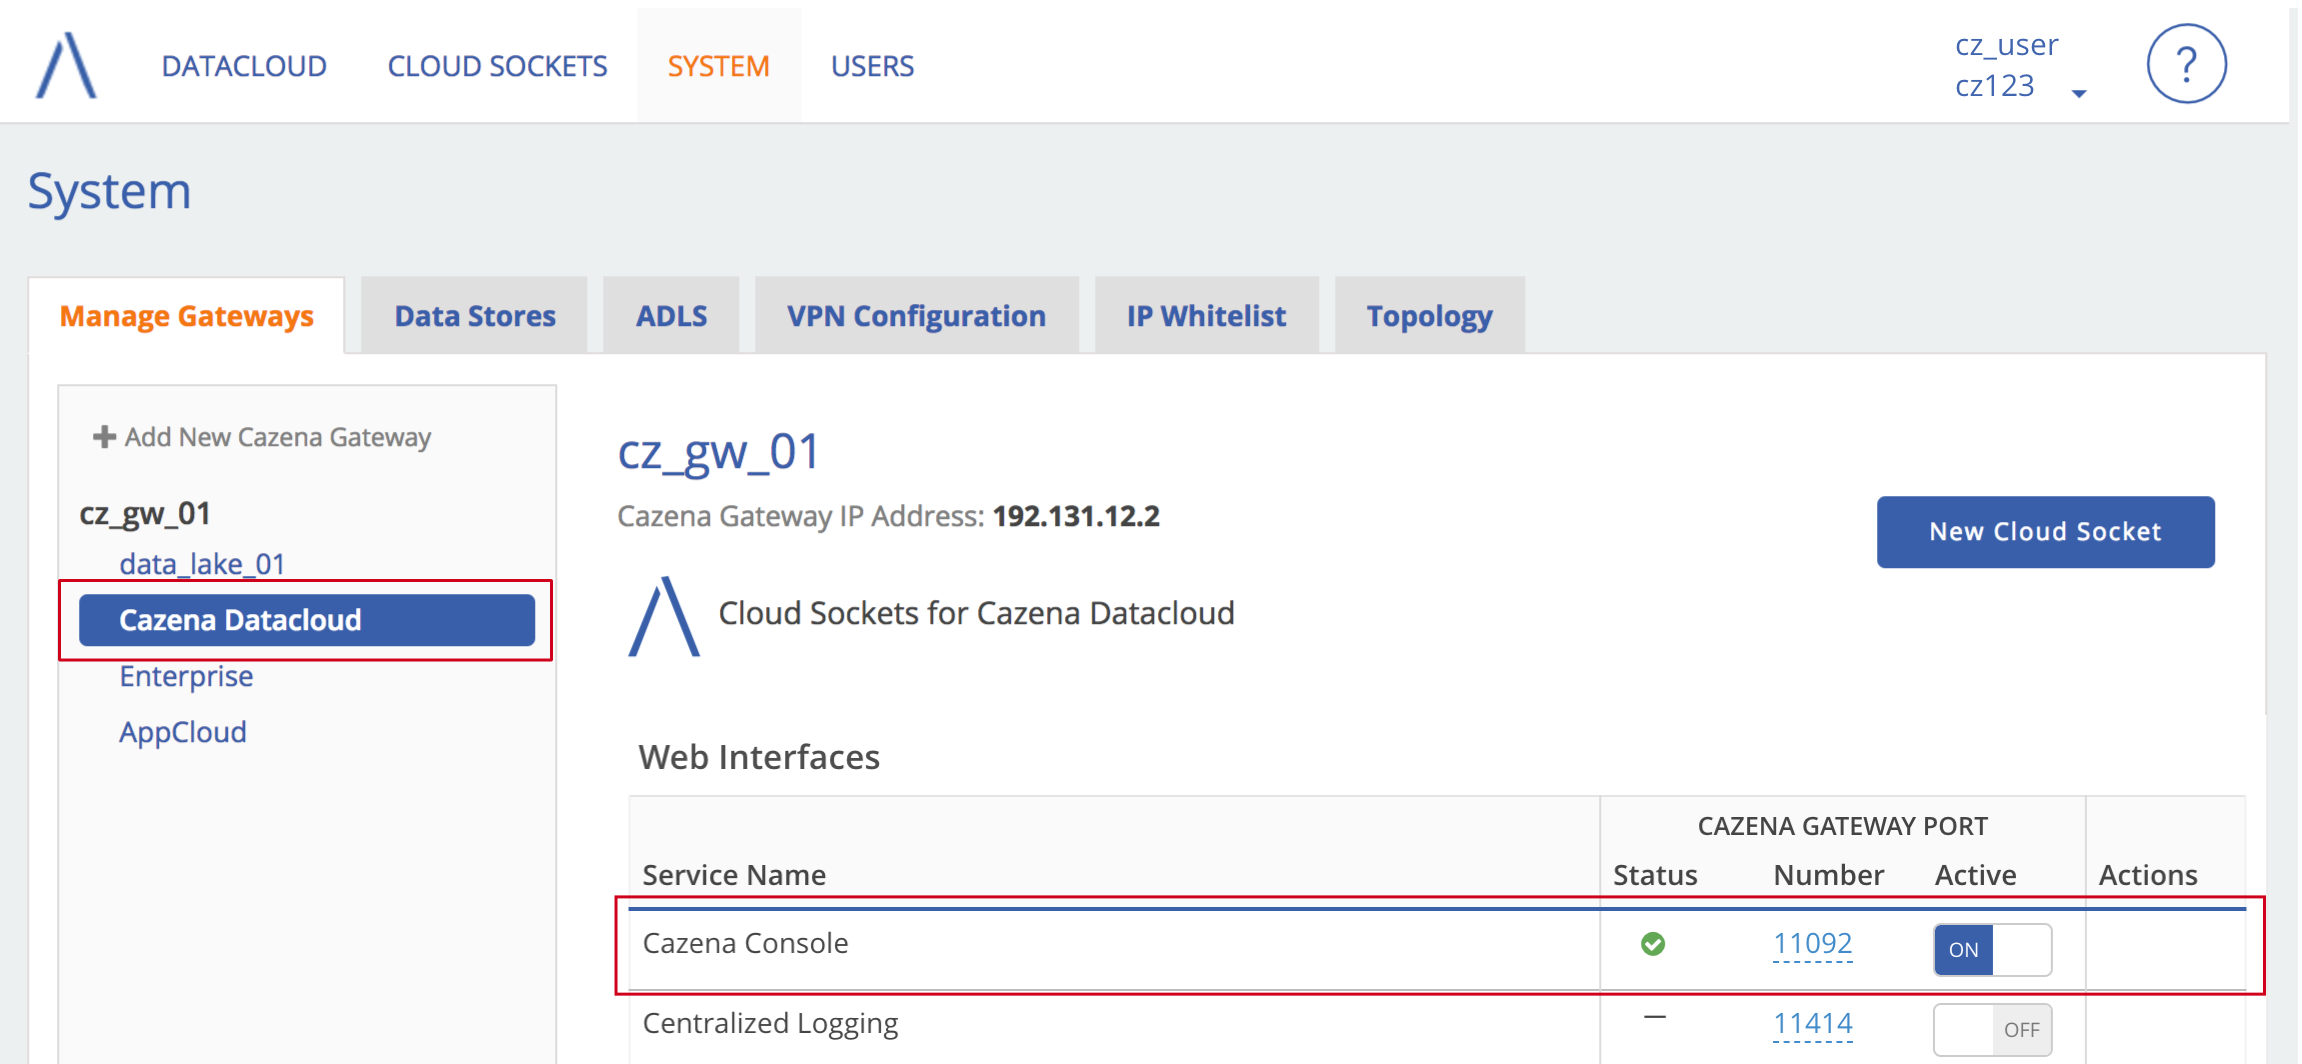 DATACLOUD CLOUD SOCKETS SYSTEM USERS
cz_user
cz123
?
System
Manage Gateways Data Stores ADLS VPN Configuration IP Whitelist Topology
Add New Cazena Gateway
cz_gw_01
data_lake_01
Cazena Datacloud
Enterprise
AppCloud
cz_gw_01
Cazena Gateway IP Address: 192.131.12.2
New Cloud Socket
Cloud Sockets for Cazena Datacloud
Web Interfaces
CAZENA GATEWAY PORT
Service Name Status Number Active Actions
Cazena Console 11092 ON
Centralized Logging — 11414 OFF